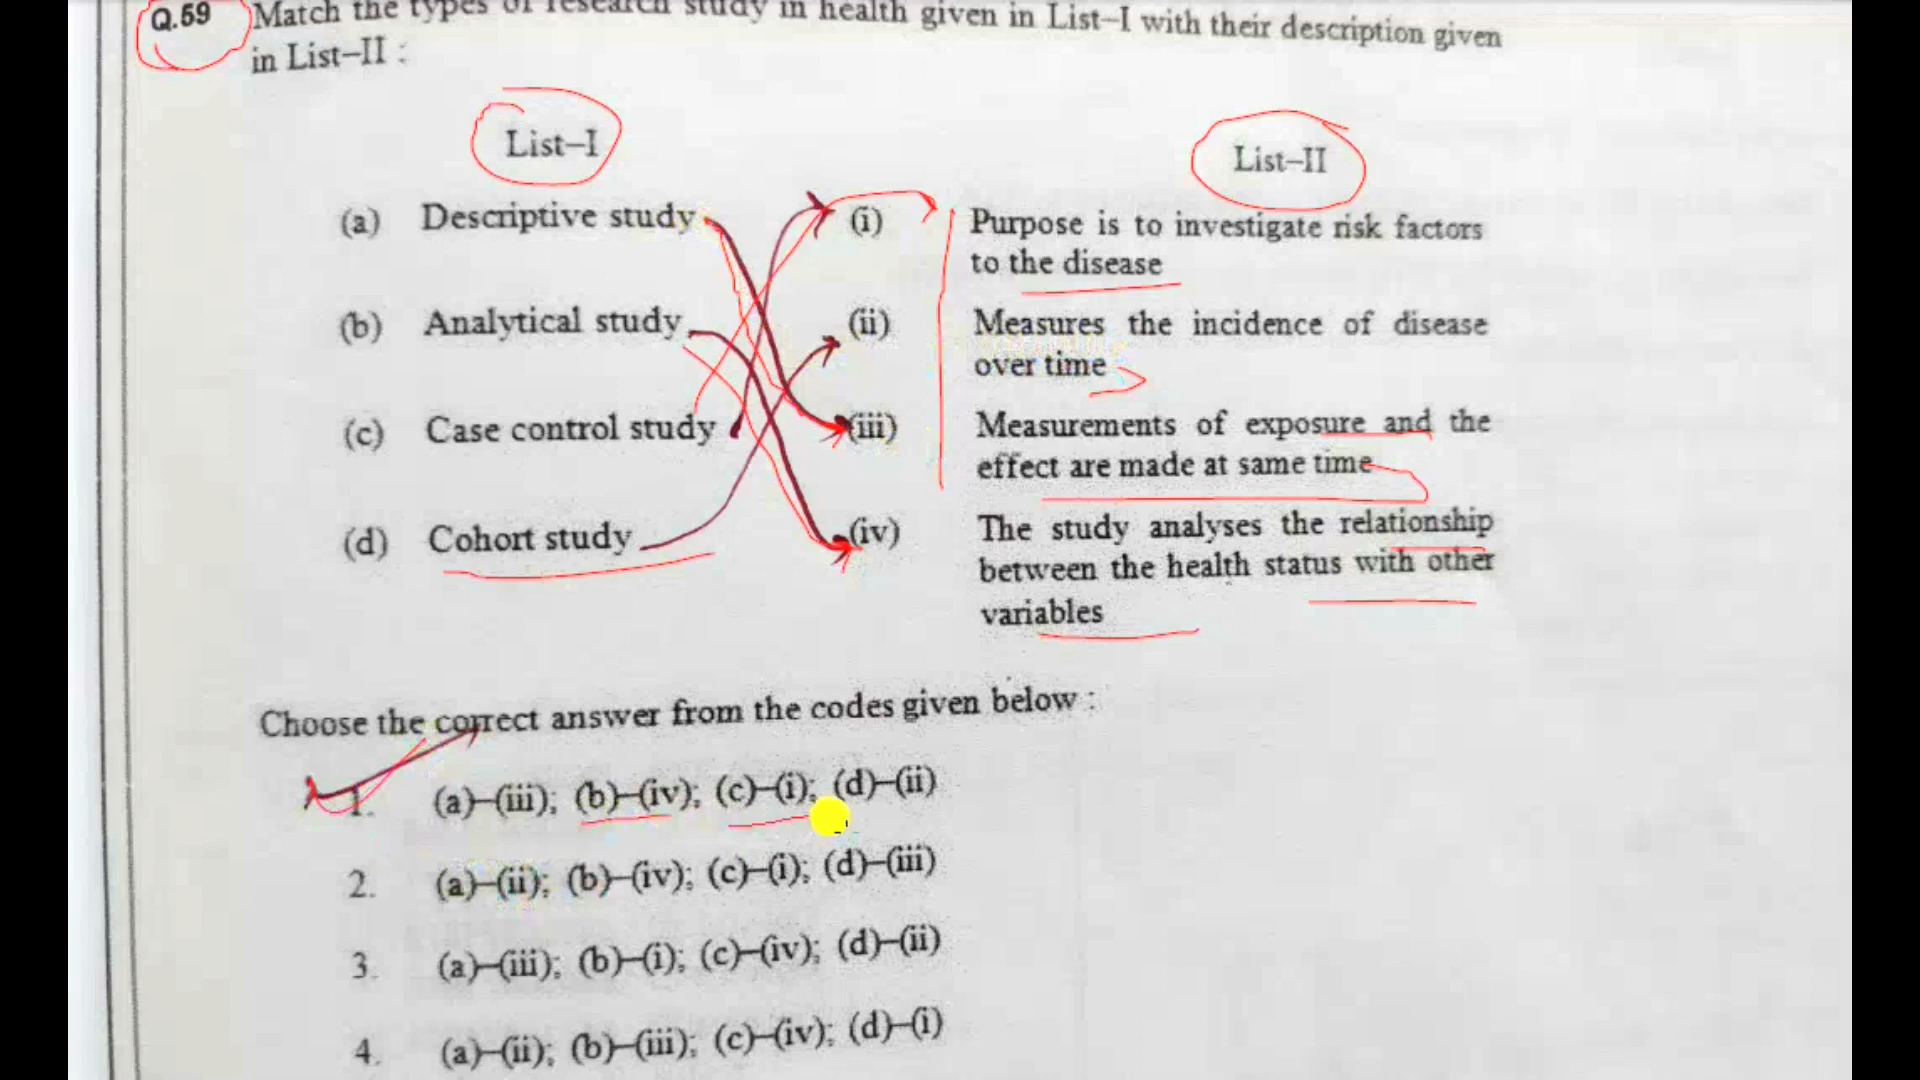 Q.59 Match the types of research study in health given in List-I with their description given
in List-II :
List-I
List-II
(a) Descriptive study (i) Purpose is to investigate risk factors
to the disease
(b) Analytical study (ii) Measures the incidence of disease
over time
(c) Case control study (iii) Measurements of exposure and the
effect are made at same time
(d) Cohort study (iv) The study analyses the relationship
between the health status with other
variables
Choose the correct answer from the codes given below :
1. (a)-(iii); (b)-(iv); (c)-(i); (d)-(ii)
2. (a)-(ii); (b)-(iv); (c)-(i); (d)-(iii)
3. (a)-(iii); (b)-(i); (c)-(iv); (d)-(ii)
4. (a)-(ii); (b)-(iii); (c)-(iv); (d)-(i)